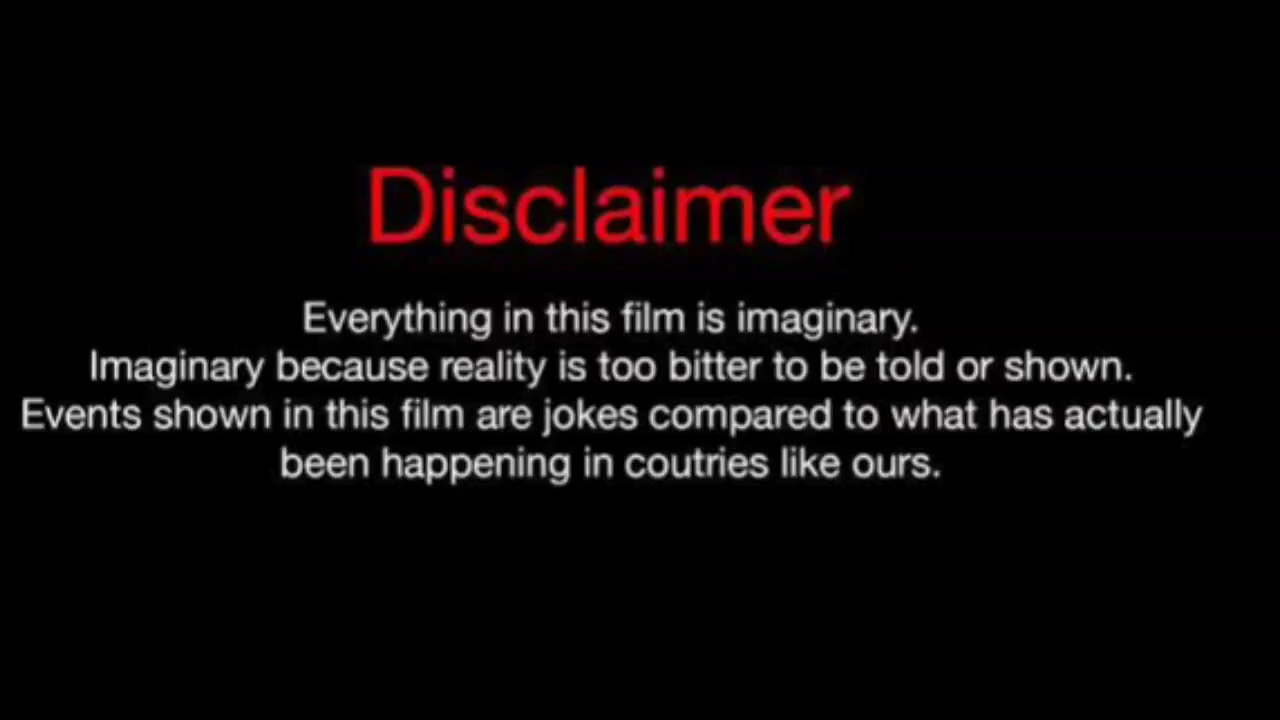 Disclaimer
Everything in this film is imaginary.
Imaginary because reality is too bitter to be told or shown.
Events shown in this film are jokes compared to what has actually
been happening in coutries like ours.